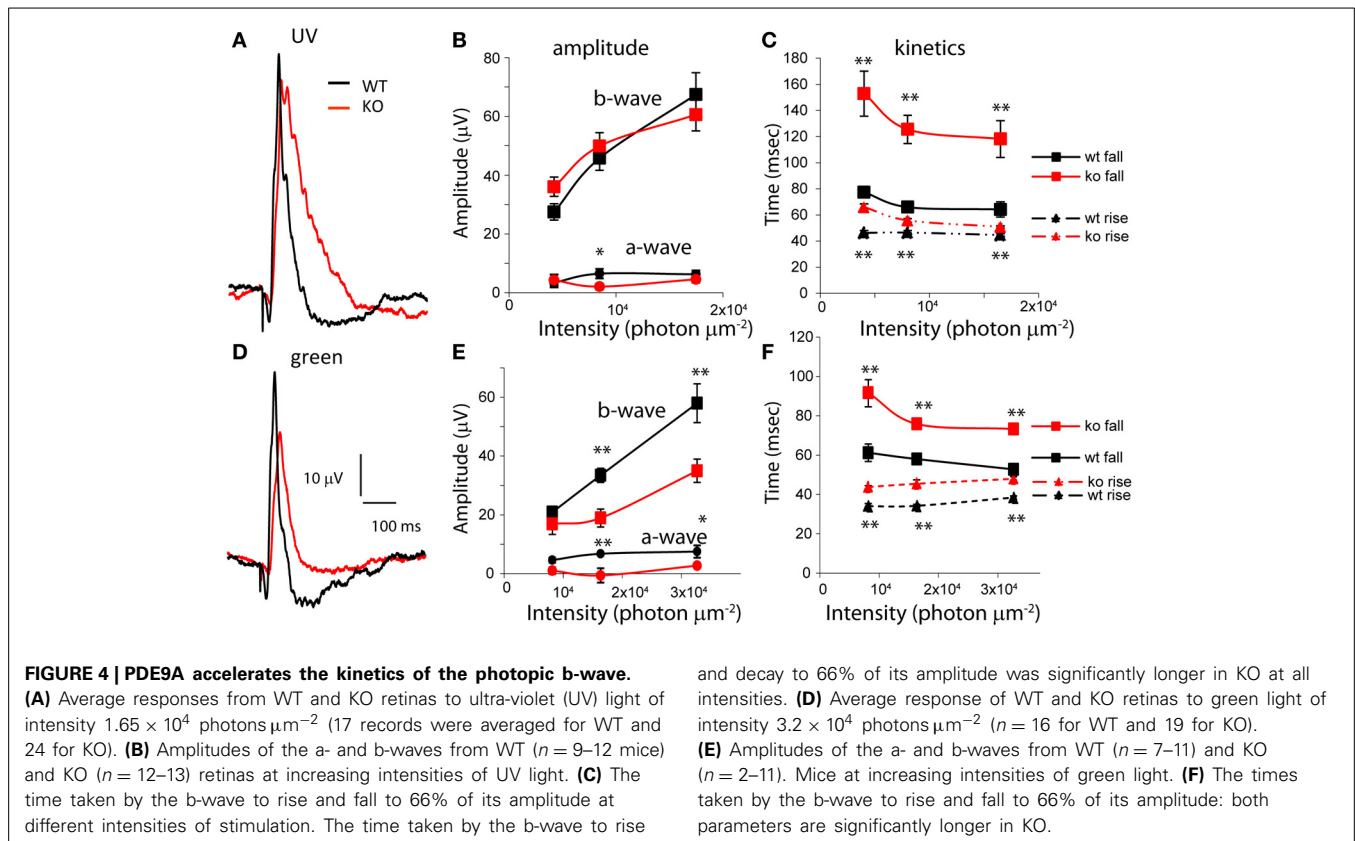 A
UV
WT
KO
B
amplitude
80
60
40
20
0
Amplitude (μV)
b-wave
*
a-wave
0
10⁴
2x10⁴
Intensity (photon μm⁻²)
C
kinetics
180
160
140
120
100
80
60
40
20
0
Time (msec)
** ** **
** ** **
0
10⁴
2x10⁴
Intensity (photon μm⁻²)
wt fall
ko fall
wt rise
ko rise
D
green
10 μV
100 ms
E
60
40
20
0
Amplitude (μV)
b-wave
**
**
a-wave
**
*
0
10⁴
2x10⁴
3x10⁴
Intensity (photon μm⁻²)
F
120
100
80
60
40
20
0
Time (msec)
** ** **
** ** **
0
10⁴
2x10⁴
3x10⁴
Intensity (photon μm⁻²)
ko fall
wt fall
ko rise
wt rise
FIGURE 4 | PDE9A accelerates the kinetics of the photopic b-wave.
(A) Average responses from WT and KO retinas to ultra-violet (UV) light of
intensity 1.65 × 10⁴ photons μm⁻² (17 records were averaged for WT and
24 for KO). (B) Amplitudes of the a- and b-waves from WT (n = 9–12 mice)
and KO (n = 12–13) retinas at increasing intensities of UV light. (C) The
time taken by the b-wave to rise and fall to 66% of its amplitude at
different intensities of stimulation. The time taken by the b-wave to rise
and decay to 66% of its amplitude was significantly longer in KO at all
intensities. (D) Average response of WT and KO retinas to green light of
intensity 3.2 × 10⁴ photons μm⁻² (n = 16 for WT and 19 for KO).
(E) Amplitudes of the a- and b-waves from WT (n = 7–11) and KO
(n = 2–11). Mice at increasing intensities of green light. (F) The times
taken by the b-wave to rise and fall to 66% of its amplitude: both
parameters are significantly longer in KO.